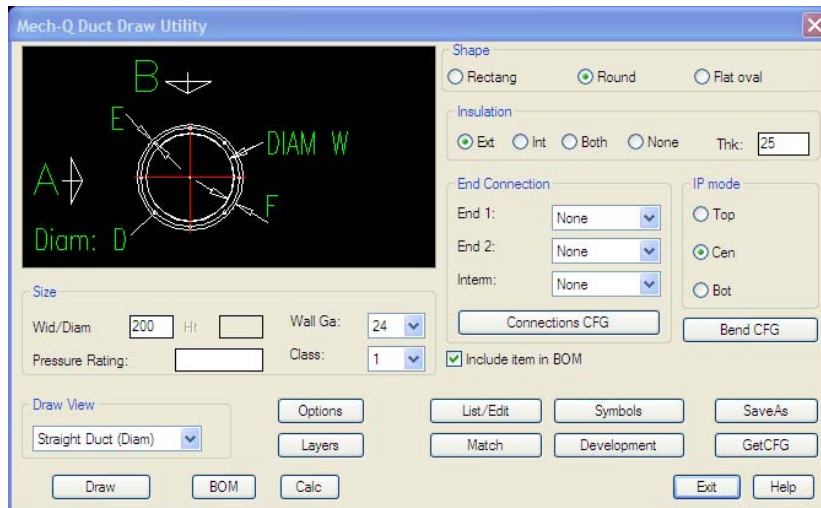 Mech-Q Duct Draw Utility
B
E
DIAM W
A
F
Diam: D
Shape
Rectang Round Flat oval
Insulation
Ext Int Both None Thk: 25
End Connection
End 1: None
End 2: None
Interm: None
Connections CFG
IP mode
Top
Cen
Bot
Bend CFG
Size
Wid/Diam 200 Ht Wall Ga: 24
Pressure Rating: Class: 1
Include item in BOM
Draw View
Straight Duct (Diam)
Options List/Edit Symbols SaveAs
Layers Match Development GetCFG
Draw BOM Calc Exit Help